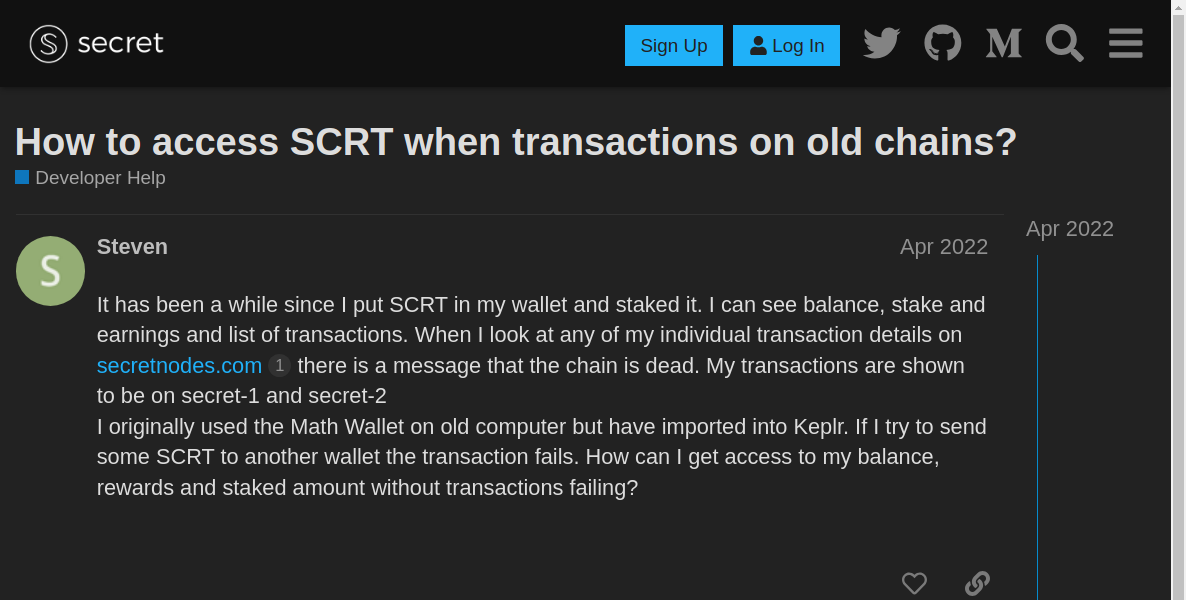 secret
Sign Up
Log In
How to access SCRT when transactions on old chains?
Developer Help
Steven
Apr 2022
Apr 2022
S
It has been a while since I put SCRT in my wallet and staked it. I can see balance, stake and
earnings and list of transactions. When I look at any of my individual transaction details on
secretnodes.com 1 there is a message that the chain is dead. My transactions are shown
to be on secret-1 and secret-2
I originally used the Math Wallet on old computer but have imported into Keplr. If I try to send
some SCRT to another wallet the transaction fails. How can I get access to my balance,
rewards and staked amount without transactions failing?